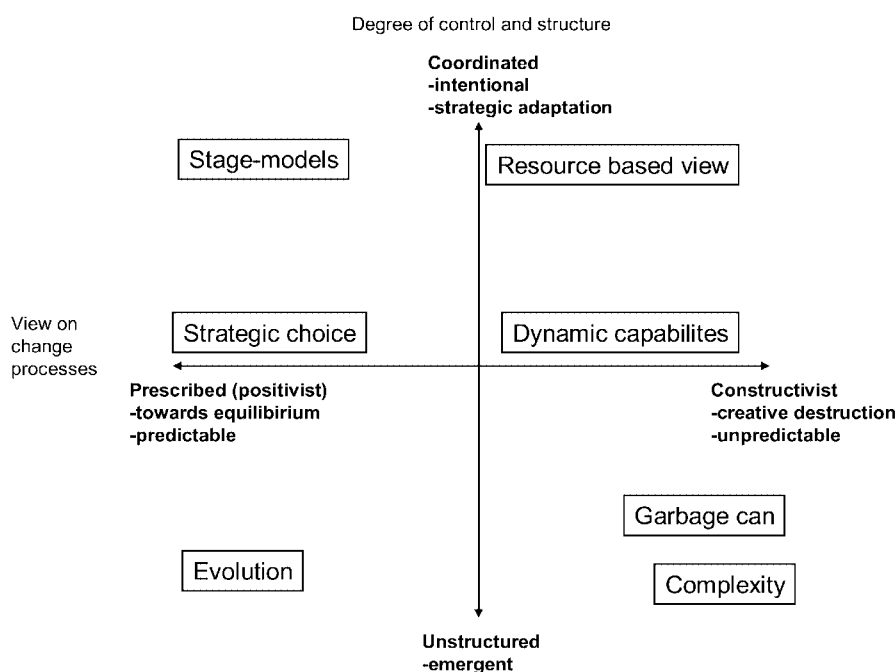 Degree of control and structure
Coordinated
-intentional
-strategic adaptation
Stage-models
Resource based view
View on
change
processes
Strategic choice
Dynamic capabilites
Prescribed (positivist)
-towards equilibirium
-predictable
Constructivist
-creative destruction
-unpredictable
Garbage can
Evolution
Complexity
Unstructured
-emergent